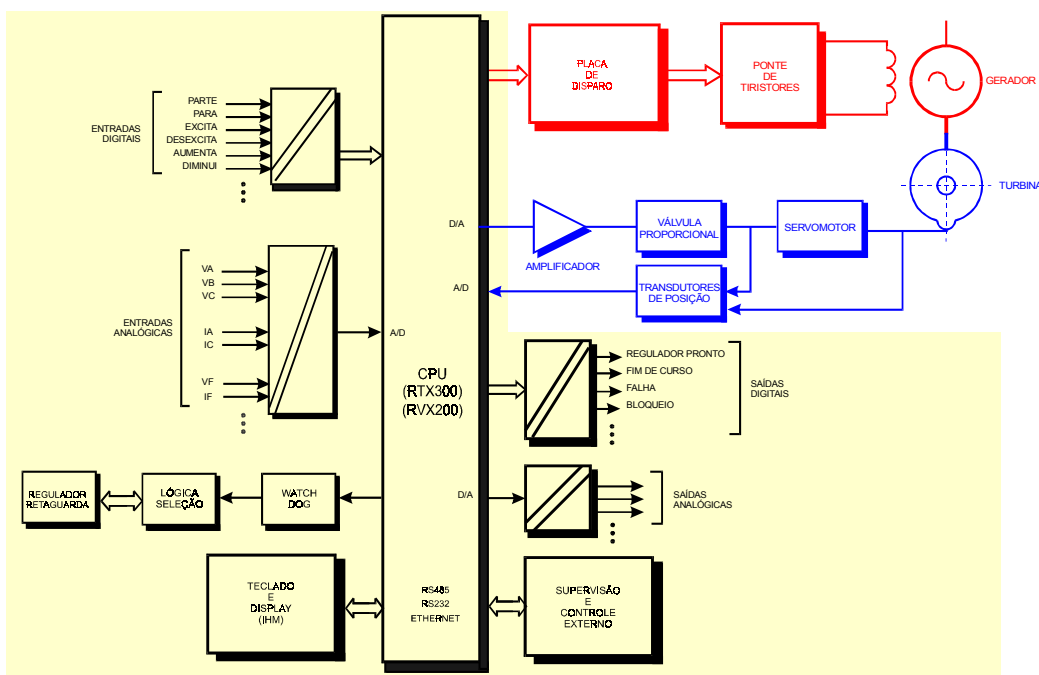 PLACA
DE
DISPARO
PONTE
DE
TIRISTORES
GERADOR
TURBINA
ENTRADAS
DIGITAIS
PARTE
PARA
EXCITA
DESEXCITA
AUMENTA
DIMINUI
D/A
AMPLIFICADOR
VÁLVULA
PROPORCIONAL
SERVOMOTOR
A/D
TRANSDUTORES
DE POSIÇÃO
ENTRADAS
ANALÓGICAS
VA
VB
VC
IA
IC
VF
IF
A/D
CPU
(RTX300)
(RVX200)
REGULADOR PRONTO
FIM DE CURSO
FALHA
BLOQUEIO
SAÍDAS
DIGITAIS
REGULADOR
RETAGUARDA
LÓGICA
SELEÇÃO
WATCH
DOG
D/A
SAÍDAS
ANALÓGICAS
TECLADO
E
DISPLAY
(IHM)
RS485
RS232
ETHERNET
SUPERVISÃO
E
CONTROLE
EXTERNO